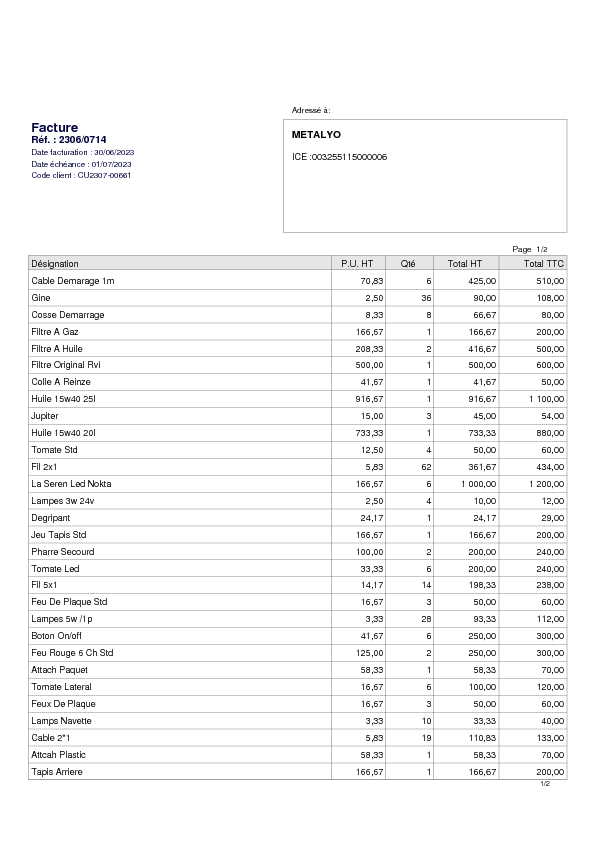 Adressé à:
Facture
Réf. : 2306/0714
Date facturation : 30/06/2023
Date échéance : 01/07/2023
Code client : CU2307-00661
METALYO
ICE :003255115000006
Page 1/2
Désignation P.U. HT Qté Total HT Total TTC
Cable Demarage 1m 70,83 6 425,00 510,00
Gine 2,50 36 90,00 108,00
Cosse Demarrage 8,33 8 66,67 80,00
Filtre A Gaz 166,67 1 166,67 200,00
Filtre A Huile 208,33 2 416,67 500,00
Filtre Original Rvi 500,00 1 500,00 600,00
Colle A Reinze 41,67 1 41,67 50,00
Huile 15w40 25l 916,67 1 916,67 1 100,00
Jupiter 15,00 3 45,00 54,00
Huile 15w40 20l 733,33 1 733,33 880,00
Tomate Std 12,50 4 50,00 60,00
Fil 2x1 5,83 62 361,67 434,00
La Seren Led Nokta 166,67 6 1 000,00 1 200,00
Lampes 3w 24v 2,50 4 10,00 12,00
Degripant 24,17 1 24,17 29,00
Jeu Tapis Std 166,67 1 166,67 200,00
Pharre Secourd 100,00 2 200,00 240,00
Tomate Led 33,33 6 200,00 240,00
Fil 5x1 14,17 14 198,33 238,00
Feu De Plaque Std 16,67 3 50,00 60,00
Lampes 5w /1p 3,33 28 93,33 112,00
Boton On/off 41,67 6 250,00 300,00
Feu Rouge 6 Ch Std 125,00 2 250,00 300,00
Attach Paquet 58,33 1 58,33 70,00
Tomate Lateral 16,67 6 100,00 120,00
Feux De Plaque 16,67 3 50,00 60,00
Lamps Navette 3,33 10 33,33 40,00
Cable 2*1 5,83 19 110,83 133,00
Attcah Plastic 58,33 1 58,33 70,00
Tapis Arriere 166,67 1 166,67 200,00
1/2